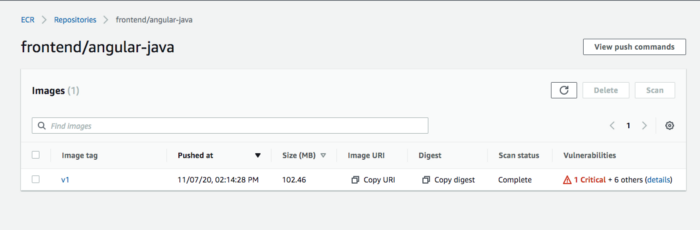 ECR > Repositories > frontend/angular-java
frontend/angular-java
View push commands
Images (1)
Delete
Scan
Find images
< 1 >
Image tag Pushed at Size (MB) Image URI Digest Scan status Vulnerabilities
v1 11/07/20, 02:14:28 PM 102.46 Copy URI Copy digest Complete 1 Critical + 6 others (details)